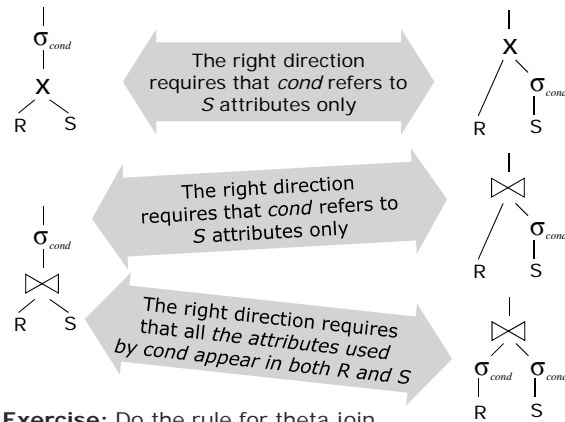 σcond
X
R S
The right direction
requires that cond refers to
S attributes only
X
σcond
R
S
σcond
R S
The right direction
requires that cond refers to
S attributes only
σcond
R
S
The right direction requires
that all the attributes used
by cond appear in both R and S
σcond σcond
R S
Exercise: Do the rule for theta join